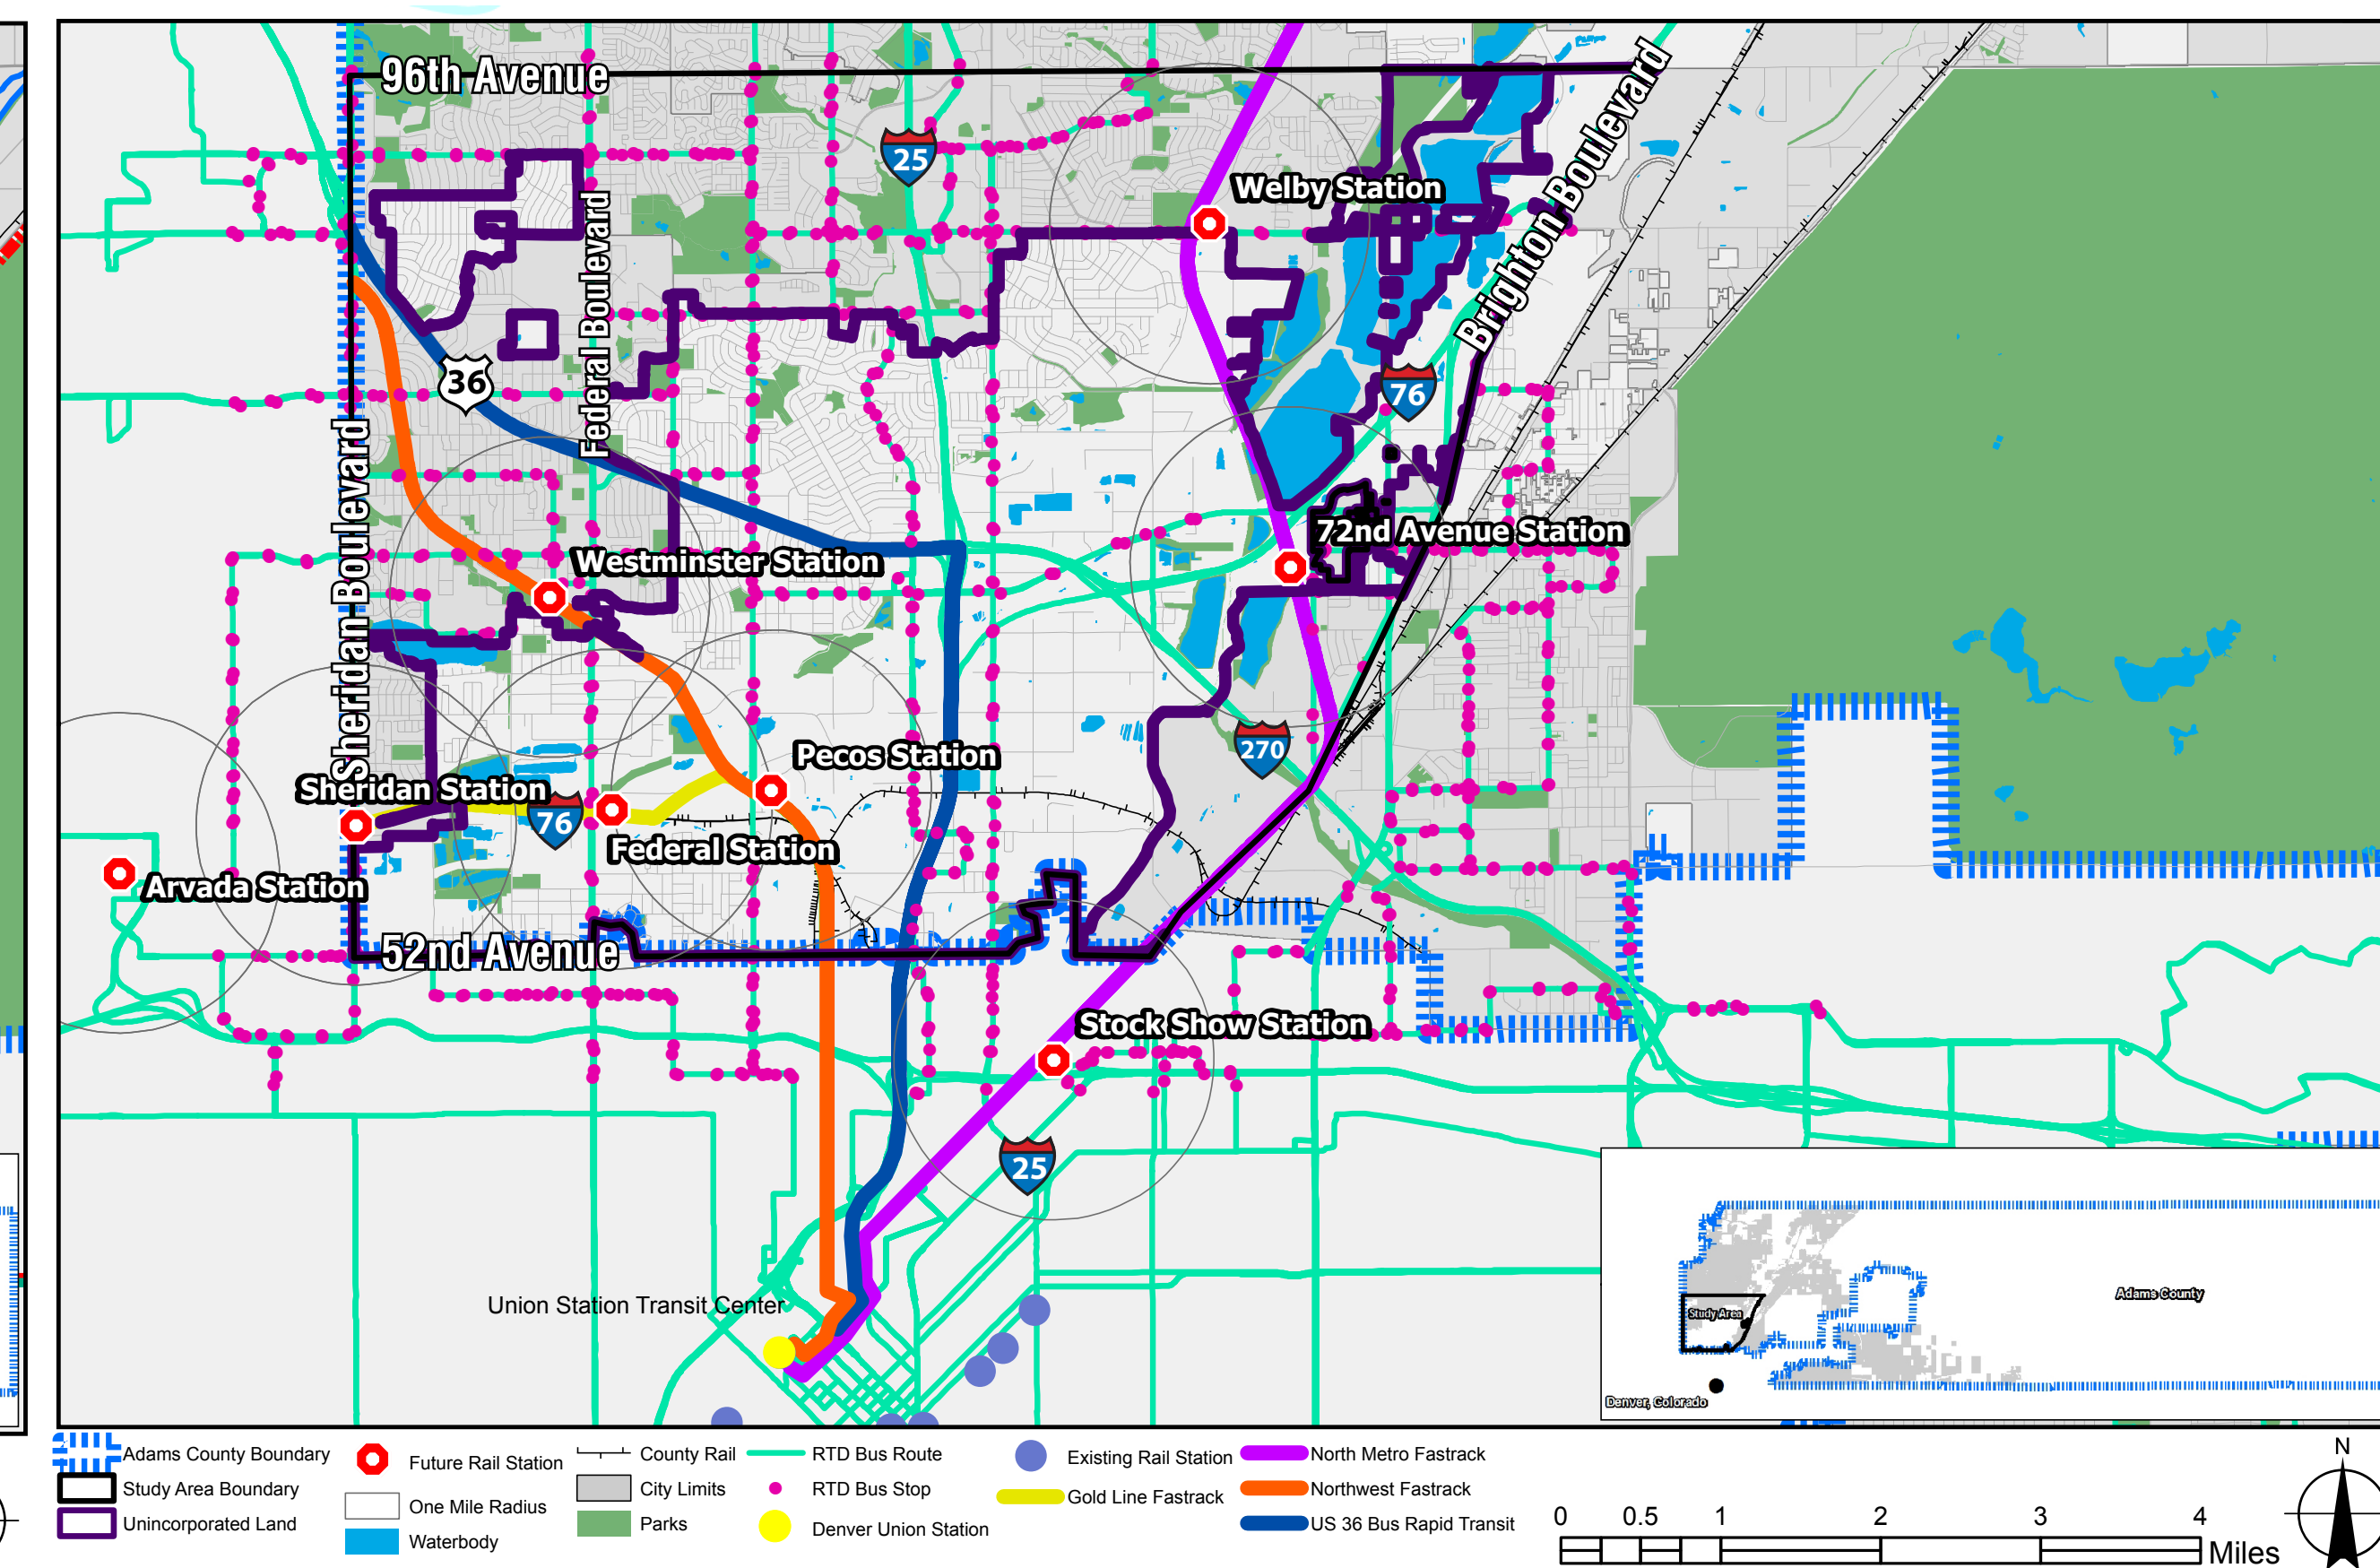 96th Avenue
Brighton Boulevard
25
Welby Station
Federal Boulevard
36
76
Sheridan Boulevard
72nd Avenue Station
Westminster Station
270
Pecos Station
Sheridan Station
76
Federal Station
Arvada Station
52nd Avenue
Stock Show Station
25
Union Station Transit Center
Study Area
Adams County
Denver, Colorado
Adams County Boundary
Study Area Boundary
Unincorporated Land
Future Rail Station
One Mile Radius
Waterbody
County Rail
City Limits
Parks
RTD Bus Route
RTD Bus Stop
Denver Union Station
Existing Rail Station
Gold Line Fastrack
North Metro Fastrack
Northwest Fastrack
US 36 Bus Rapid Transit
0 0.5 1 2 3 4
Miles
N